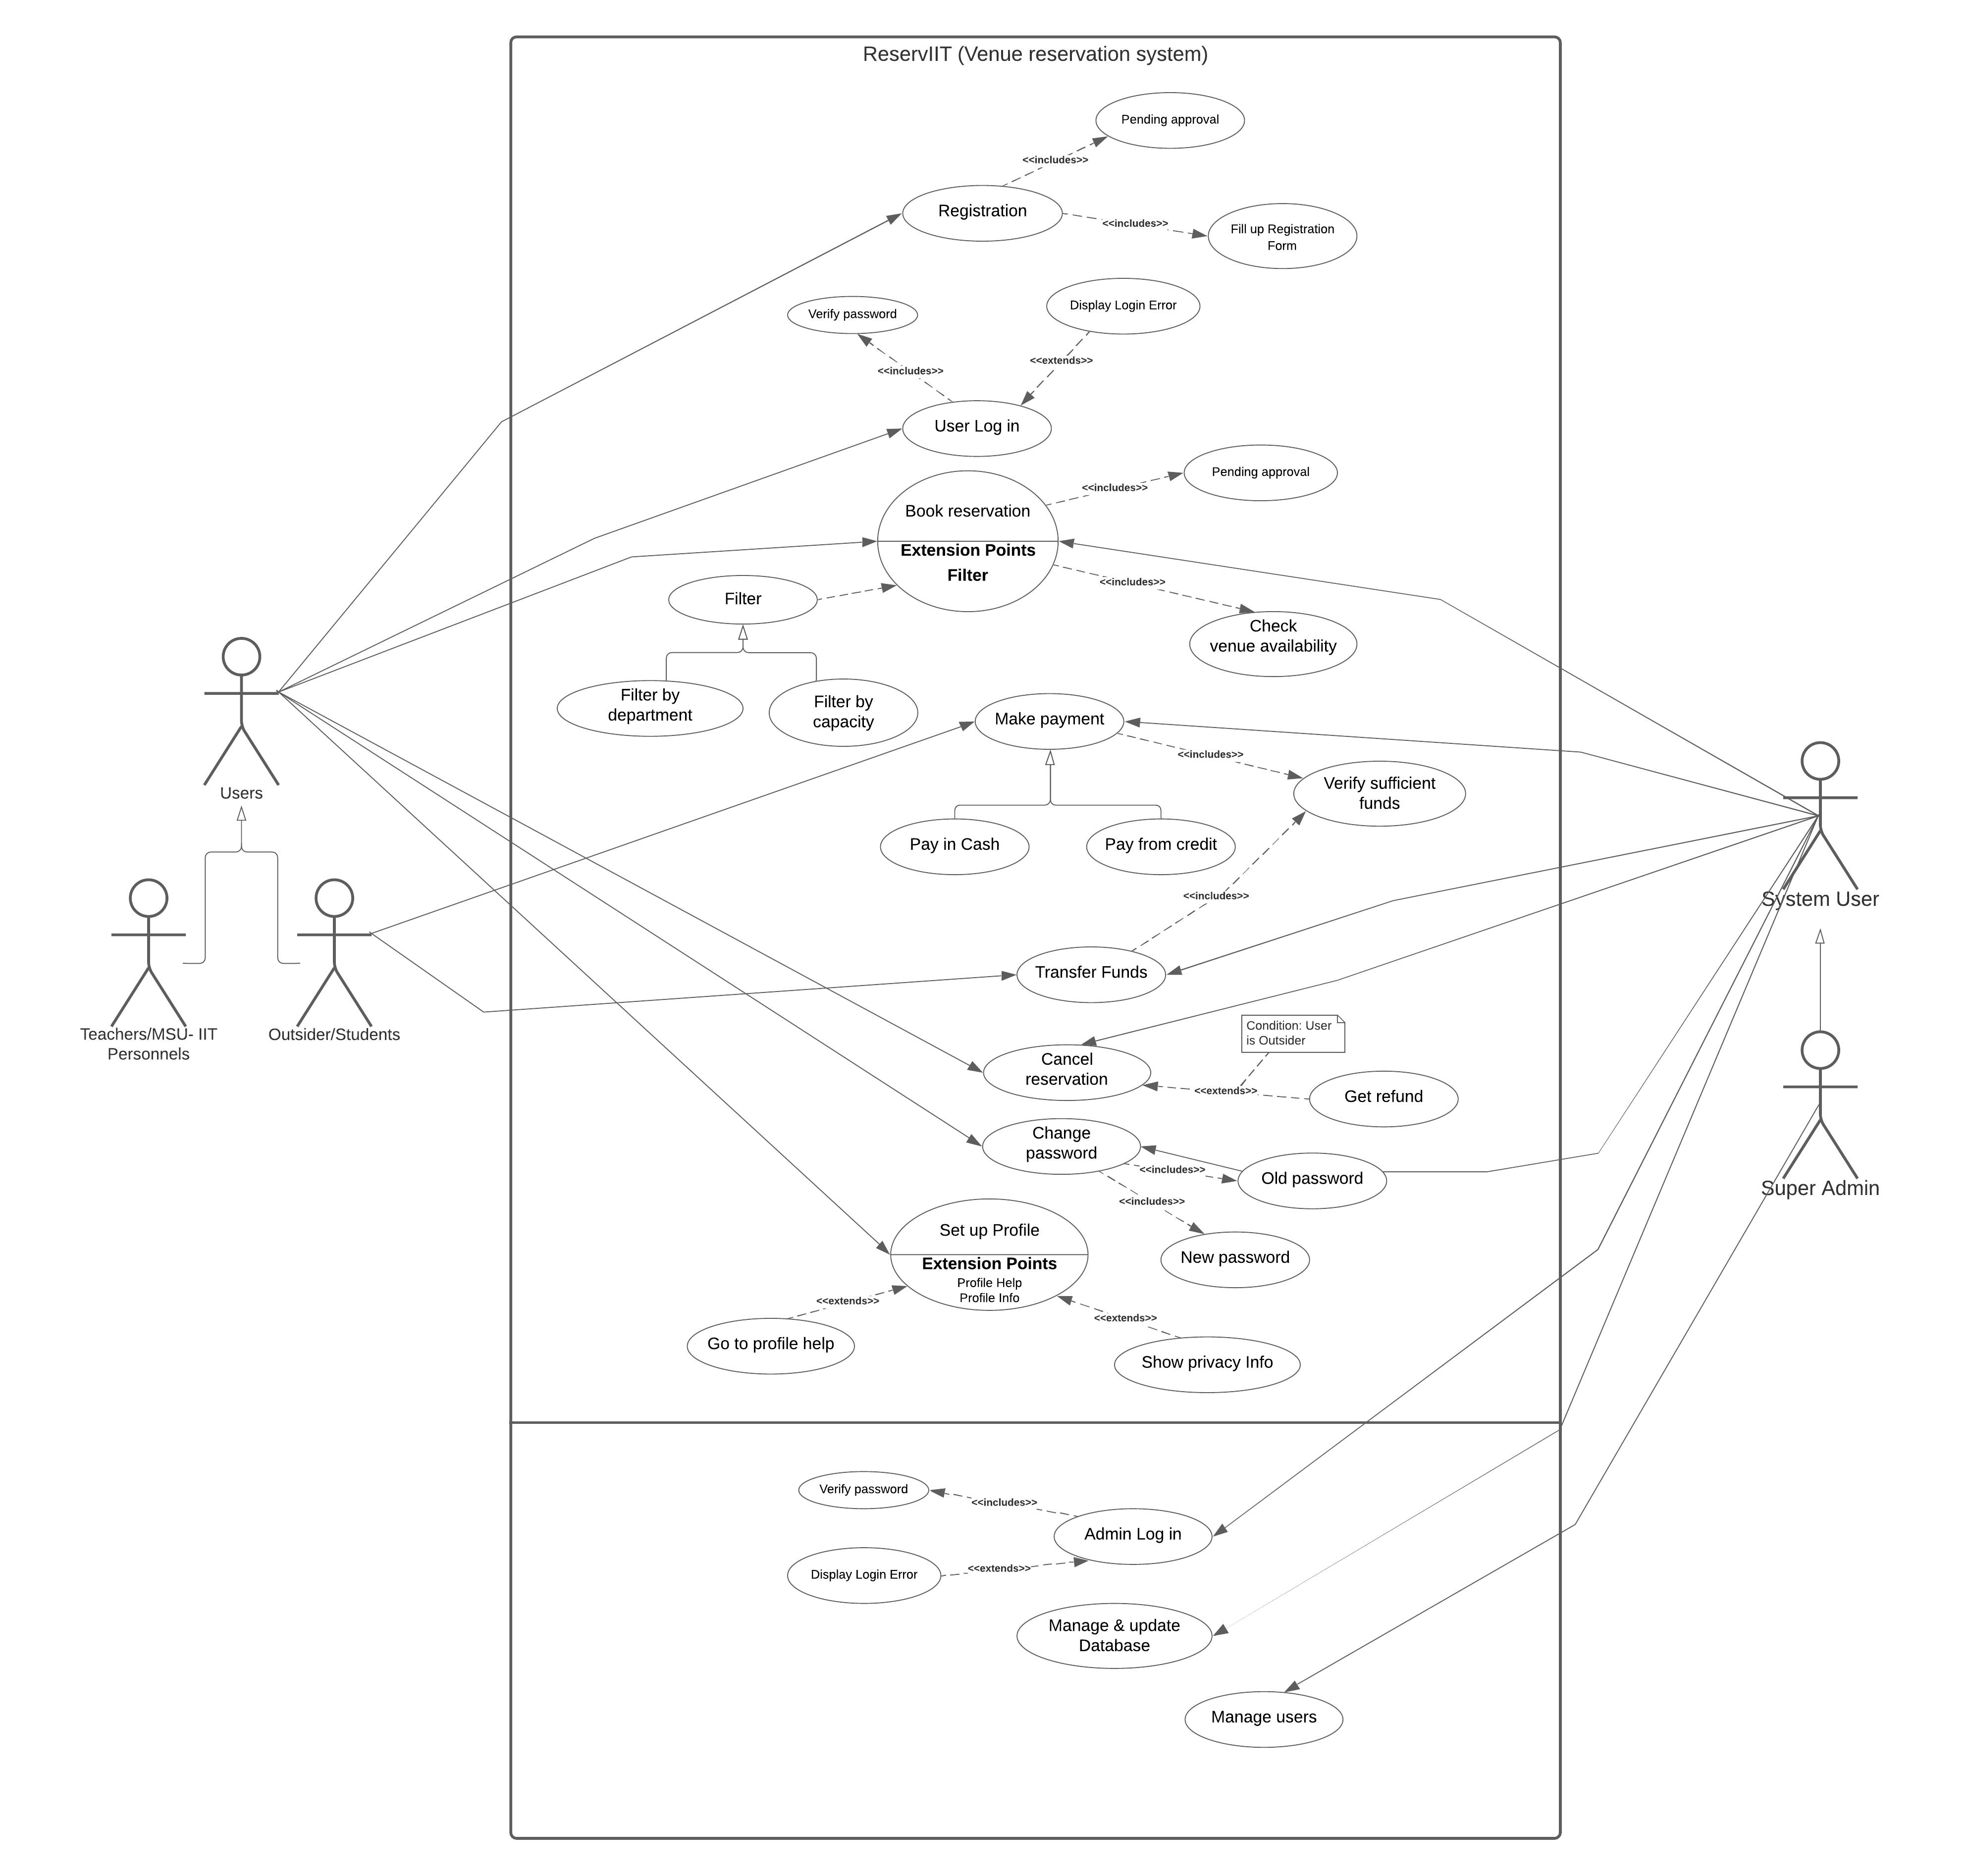 ReservIIT (Venue reservation system)
Pending approval
<<includes>>
Registration
<<includes>>
Fill up Registration
Form
Verify password
Display Login Error
<<includes>>
<<extends>>
User Log in
Book reservation
Extension Points
Filter
<<includes>>
Pending approval
<<includes>>
Check
venue availability
Filter
Filter by
department
Filter by
capacity
Make payment
<<includes>>
Verify sufficient
funds
Pay in Cash
Pay from credit
<<includes>>
Transfer Funds
Users
Teachers/MSU- IIT
Personnels
Outsider/Students
System User
Super Admin
Condition: User
is Outsider
Cancel
reservation
<<extends>>
Get refund
Change
password
<<includes>>
Old password
<<includes>>
New password
Set up Profile
Extension Points
Profile Help
Profile Info
<<extends>>
Go to profile help
<<extends>>
Show privacy Info
Verify password
<<includes>>
Admin Log in
Display Login Error
<<extends>>
Manage & update
Database
Manage users